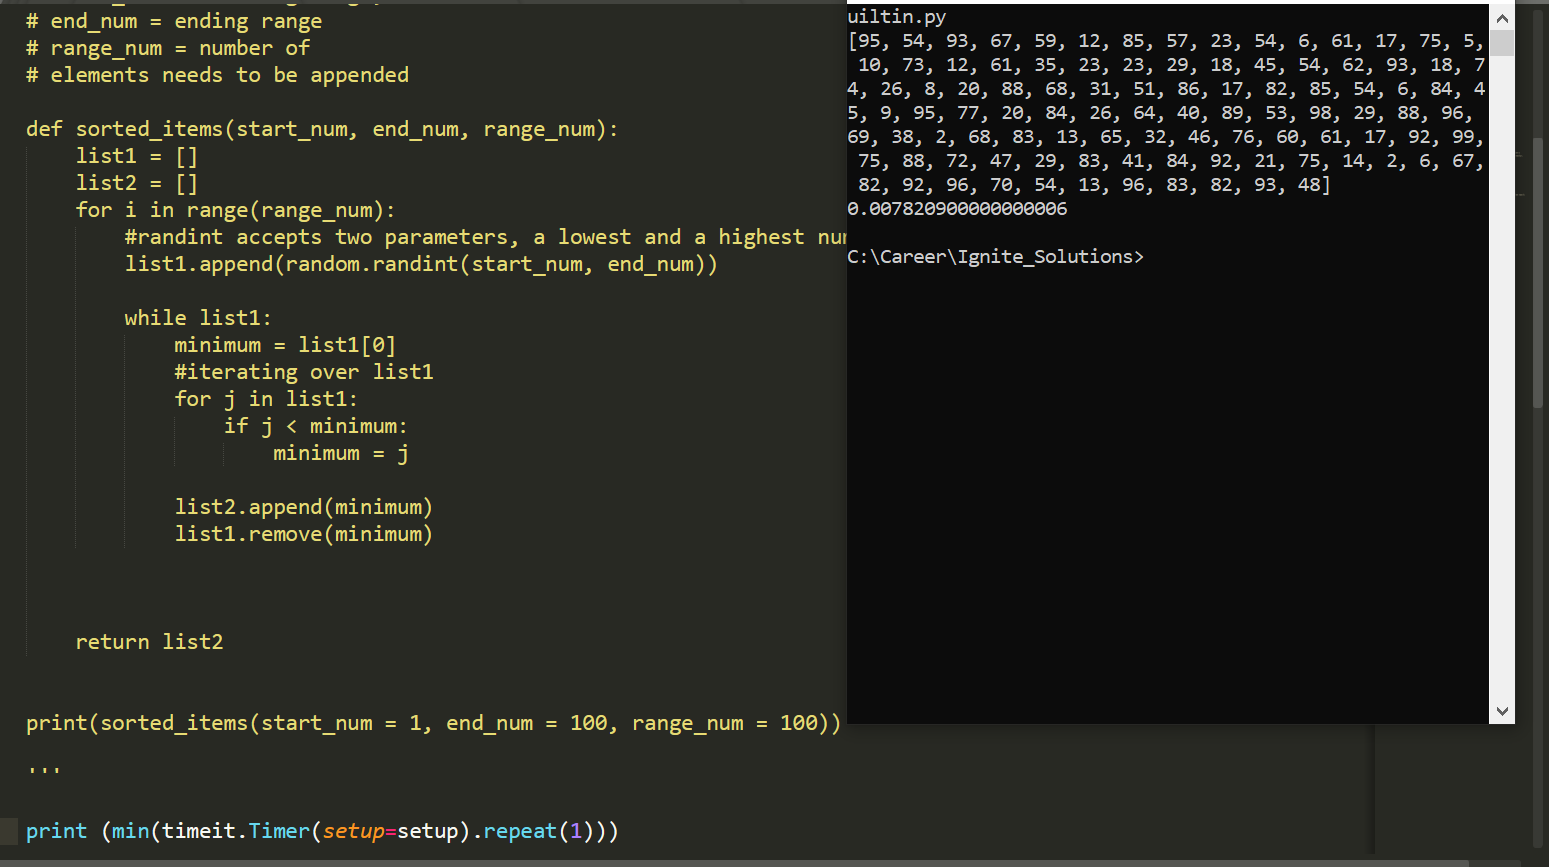 # end_num = ending range
# range_num = number of
# elements needs to be appended
def sorted_items(start_num, end_num, range_num):
list1 = []
list2 = []
for i in range(range_num):
#randint accepts two parameters, a lowest and a highest
list1.append(random.randint(start_num, end_num))
while list1:
minimum = list1[0]
#iterating over list1
for j in list1:
if j < minimum:
minimum = j
list2.append(minimum)
list1.remove(minimum)
return list2
print(sorted_items(start_num = 1, end_num = 100, range_num = 100))
'''
print (min(timeit.Timer(setup=setup).repeat(1)))
uiltin.py
[95, 54, 93, 67, 59, 12, 85, 57, 23, 54, 6, 61, 17, 75, 5,
10, 73, 12, 61, 35, 23, 23, 29, 18, 45, 54, 62, 93, 18, 7
4, 26, 8, 20, 88, 68, 31, 51, 86, 17, 82, 85, 54, 6, 84, 4
5, 9, 95, 77, 20, 84, 26, 64, 40, 89, 53, 98, 29, 88, 96,
69, 38, 2, 68, 83, 13, 65, 32, 46, 76, 60, 61, 17, 92, 99,
75, 88, 72, 47, 29, 83, 41, 84, 92, 21, 75, 14, 2, 6, 67,
82, 92, 96, 70, 54, 13, 96, 83, 82, 93, 48]
0.007820900000000006
C:\Career\Ignite_Solutions>